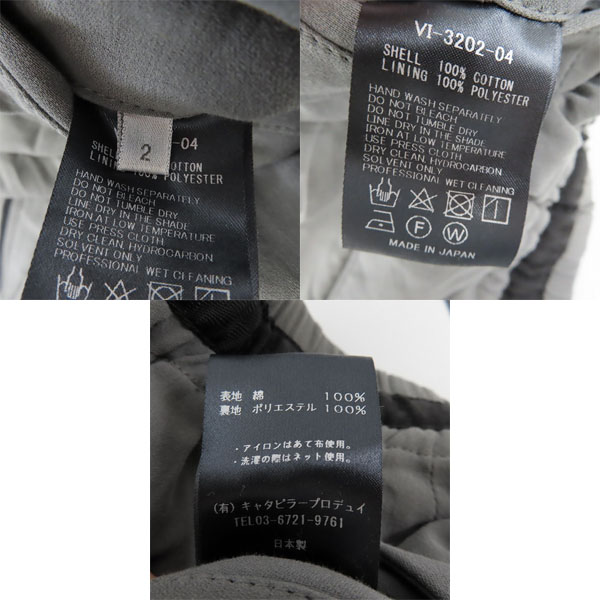 2
-04
SHELL 100% COTTON
LINING 100% POLYESTER
HAND WASH SEPARATELY
DO NOT BLEACH
DO NOT TUMBLE DRY
LINE DRY IN THE SHADE
IRON AT LOW TEMPERATURE
USE PRESS CLOTH
DRY CLEAN, HYDROCARBON
SOLVENT ONLY
PROFESSIONAL WET CLEANING.
VI-3202-04
SHELL 100% COTTON
LINING 100% POLYESTER
HAND WASH SEPARATELY
DO NOT BLEACH
DO NOT TUMBLE DRY
LINE DRY IN THE SHADE
IRON AT LOW TEMPERATURE
USE PRESS CLOTH
DRY CLEAN, HYDROCARBON
SOLVENT ONLY
PROFESSIONAL WET CLEANING.
F W
MADE IN JAPAN
表地 綿 100%
裏地 ポリエステル 100%
・アイロンはあて布使用。
・洗濯の際はネット使用。
(有) キャタピラープロデュイ
TEL03-6721-9761
日本製